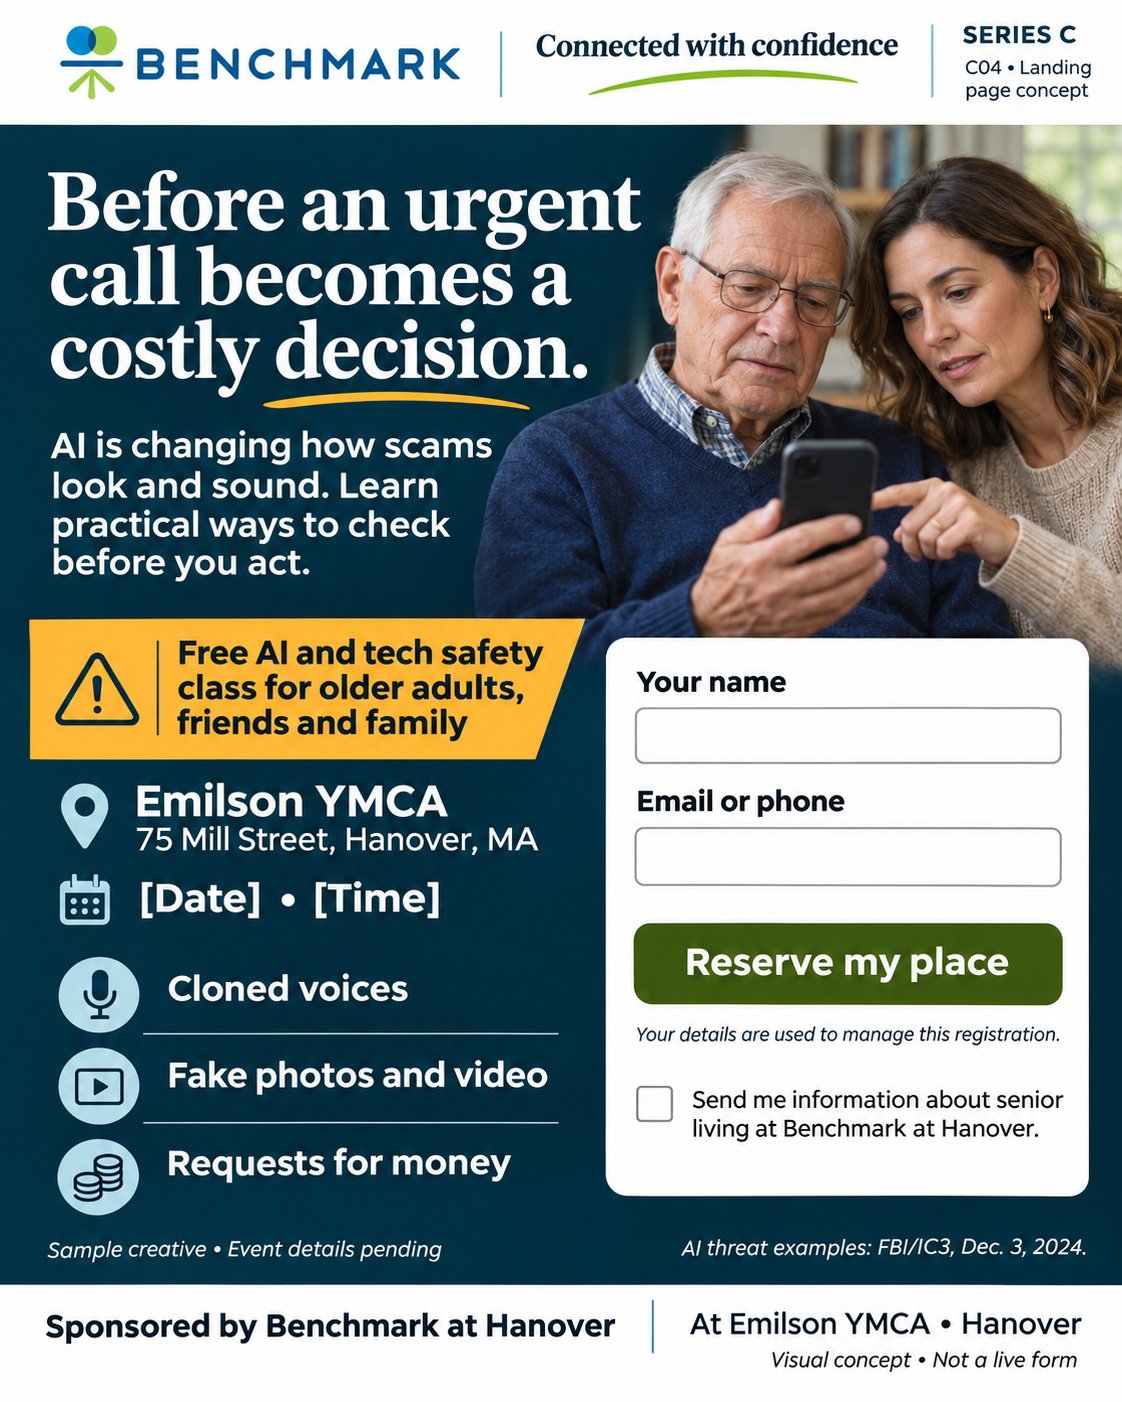 BENCHMARK
Connected with confidence
SERIES C
C04 • Landing
page concept
Before an urgent
call becomes a
costly decision.
AI is changing how scams
look and sound. Learn
practical ways to check
before you act.
Free AI and tech safety
class for older adults,
friends and family
Emilson YMCA
75 Mill Street, Hanover, MA
[Date] • [Time]
Cloned voices
Fake photos and video
Requests for money
Your name
Email or phone
Reserve my place
Your details are used to manage this registration.
Send me information about senior
living at Benchmark at Hanover.
Sample creative • Event details pending
AI threat examples: FBI/IC3, Dec. 3, 2024.
Sponsored by Benchmark at Hanover
At Emilson YMCA • Hanover
Visual concept • Not a live form